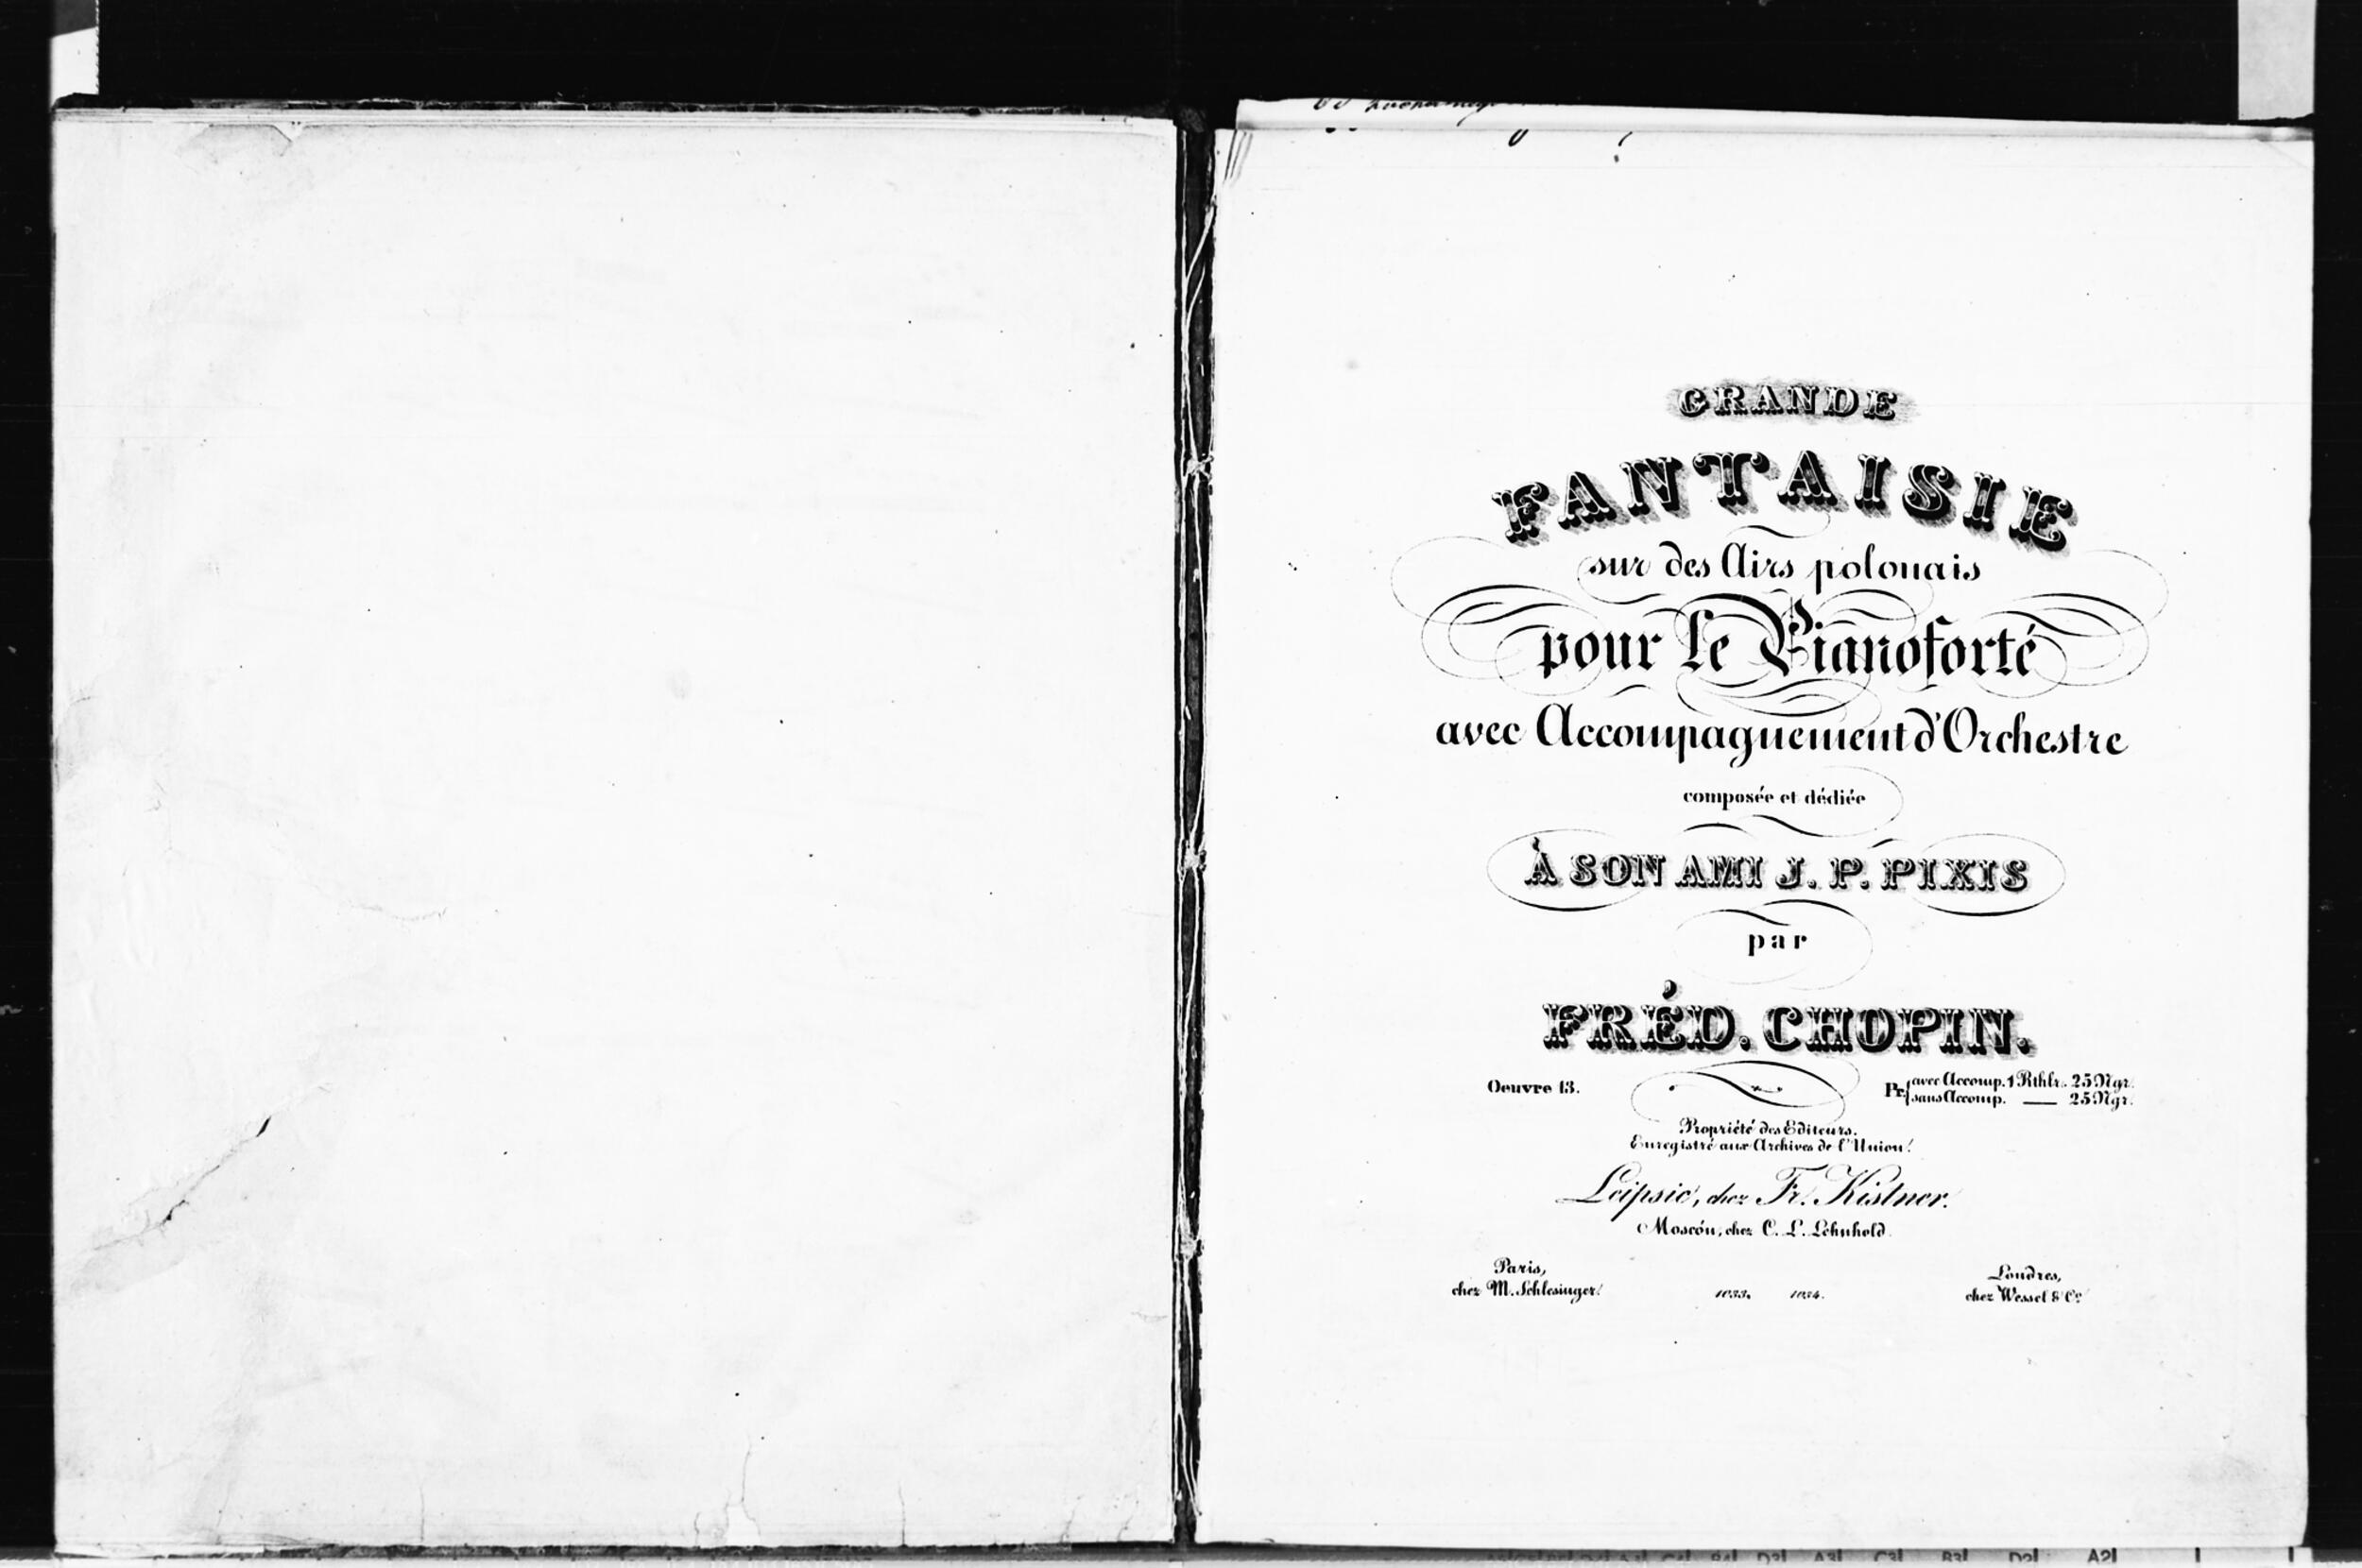 GRANDE
FANTAISIE
sur des Airs polonais
pour le Pianoforté
avec Accompagnement d'Orchestre
composée et dédiée
À SON AMI J. P. PIXIS
par
FRÉD. CHOPIN.
Oeuvre 13.
Pr. { avec Accomp. 1 Rthlr. 25 Ngr.
sans Accomp. — 25 Ngr.
Propriété des Editeurs.
Enregistré aux Archives de l'Union.
Leipsic, chez Fr. Kistner.
Moscou, chez C. L. Lehnhold.
Paris,
chez M. Schlesinger.
1033. 1034.
Londres,
chez Wessel & Co.